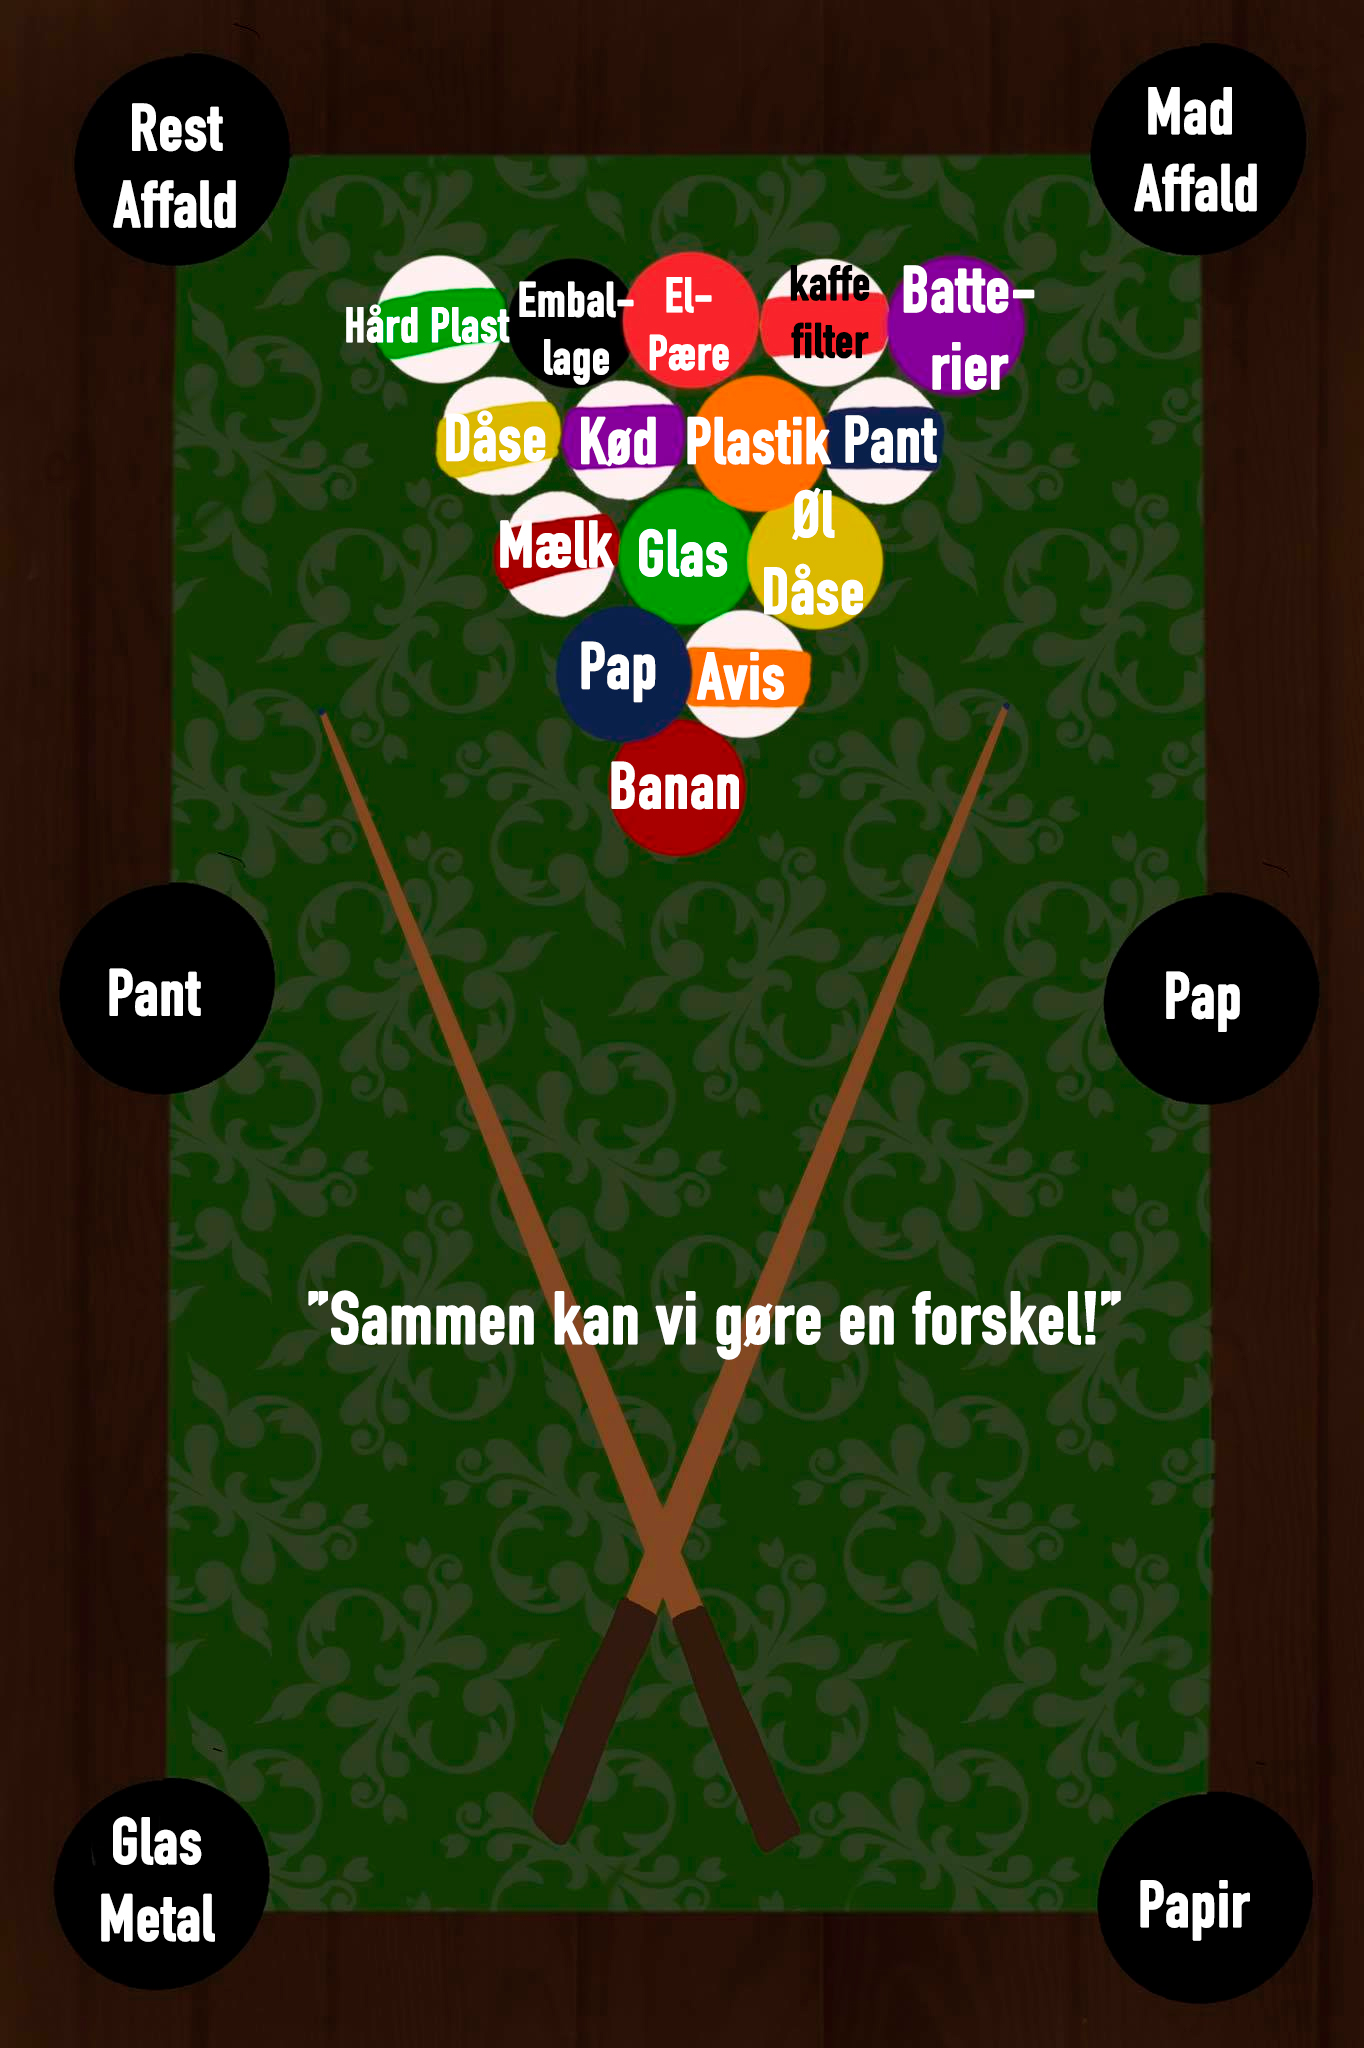 Rest
Affald
Mad
Affald
Hård Plast
Embal-
lage
El-
Pære
kaffe
filter
Batte-
rier
Dåse
Kød
Plastik
Pant
Mælk
Glas
Øl
Dåse
Pap
Avis
Banan
Pant
Pap
"Sammen kan vi gøre en forskel!"
Glas
Metal
Papir